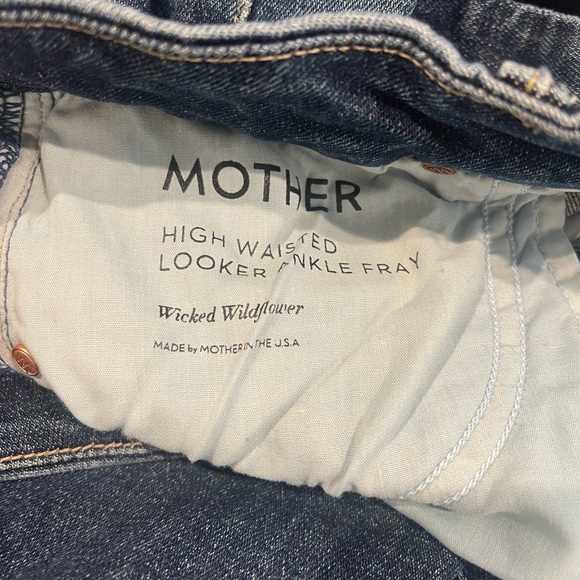 MOTHER
HIGH WAISTED
LOOKER ANKLE FRAY
Wicked Wildflower
MADE by MOTHER IN THE U.S.A